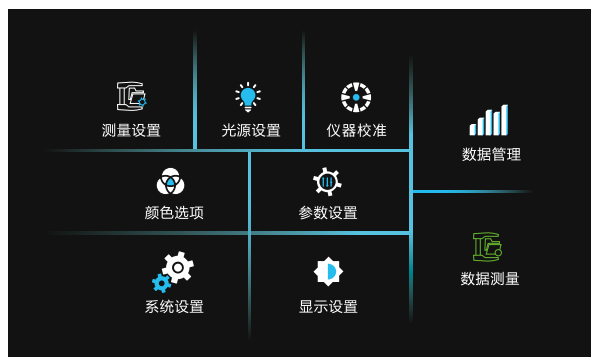 测量设置
光源设置
仪器校准
数据管理
颜色选项
参数设置
数据测量
系统设置
显示设置